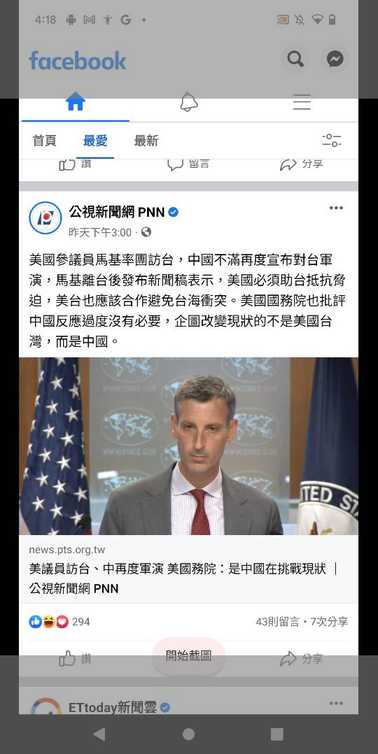 4:18
facebook
首頁 最愛 最新
讚 留言 分享
公視新聞網 PNN
昨天下午3:00
美國參議員馬基率團訪台，中國不滿再度宣布對台軍
演，馬基離台後發布新聞稿表示，美國必須助台抵抗脅
迫，美台也應該合作避免台海衝突。美國國務院也批評
中國反應過度沒有必要，企圖改變現狀的不是美國台
灣，而是中國。
TED S
news.pts.org.tw
美議員訪台、中再度軍演 美國務院：是中國在挑戰現狀 ｜
公視新聞網 PNN
294 43則留言・7次分享
讚 開始截圖 分享
ETtoday新聞雲